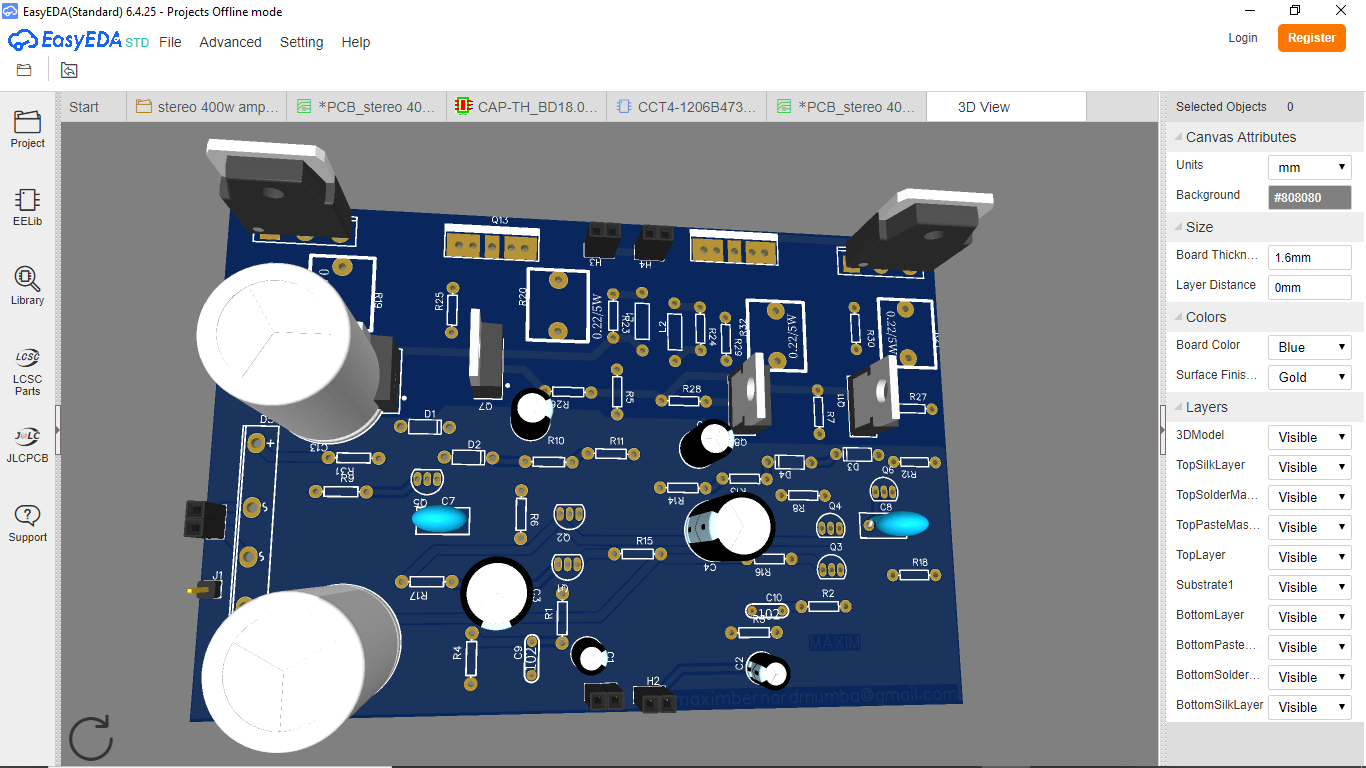 EasyEDA(Standard) 6.4.25 - Projects Offline mode
EasyEDA STD File Advanced Setting Help
Login Register
Start stereo 400w amp... *PCB_stereo 40... CAP-TH_BD18.0... CCT4-1206B473... *PCB_stereo 40... 3D View
Project
EELib
Library
LCSC
LCSC
Parts
J@LC
JLCPCB
Support
Q13
H3
H4
R19
R25
R20
0.22/5W
R23
L2
R24
R29
R32
0.22/5W
R30
0.22/5W
Q7
R26
R5
R28
R7
Q11
R27
D1
C13
R31
D2
R10
R11
Q8
D4
D3
R12
R9
Q5
C7
R6
Q2
R14
R13
R8
Q4
Q6
C8
J1
R17
C3
R15
C4
R16
Q3
R18
R4
C9
102
R1
C1
C10
102
R2
R3
C2
MAXIM
H2
maximbernardmumba@gmail.com
Selected Objects 0
Canvas Attributes
Units mm
Background #808080
Size
Board Thickn... 1.6mm
Layer Distance 0mm
Colors
Board Color Blue
Surface Finis... Gold
Layers
3DModel Visible
TopSilkLayer Visible
TopSolderMa... Visible
TopPasteMas... Visible
TopLayer Visible
Substrate1 Visible
BottomLayer Visible
BottomPaste... Visible
BottomSolder... Visible
BottomSilkLayer Visible